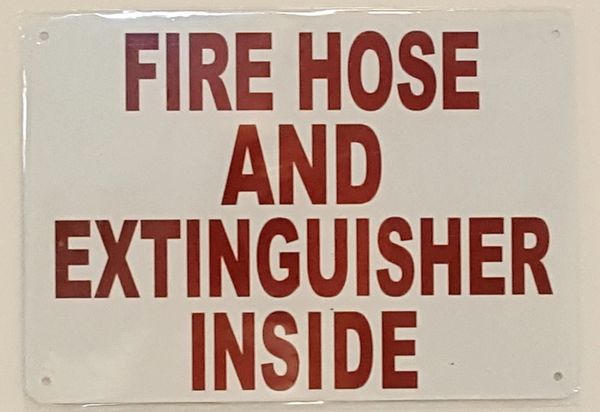 FIRE HOSE
AND
EXTINGUISHER
INSIDE